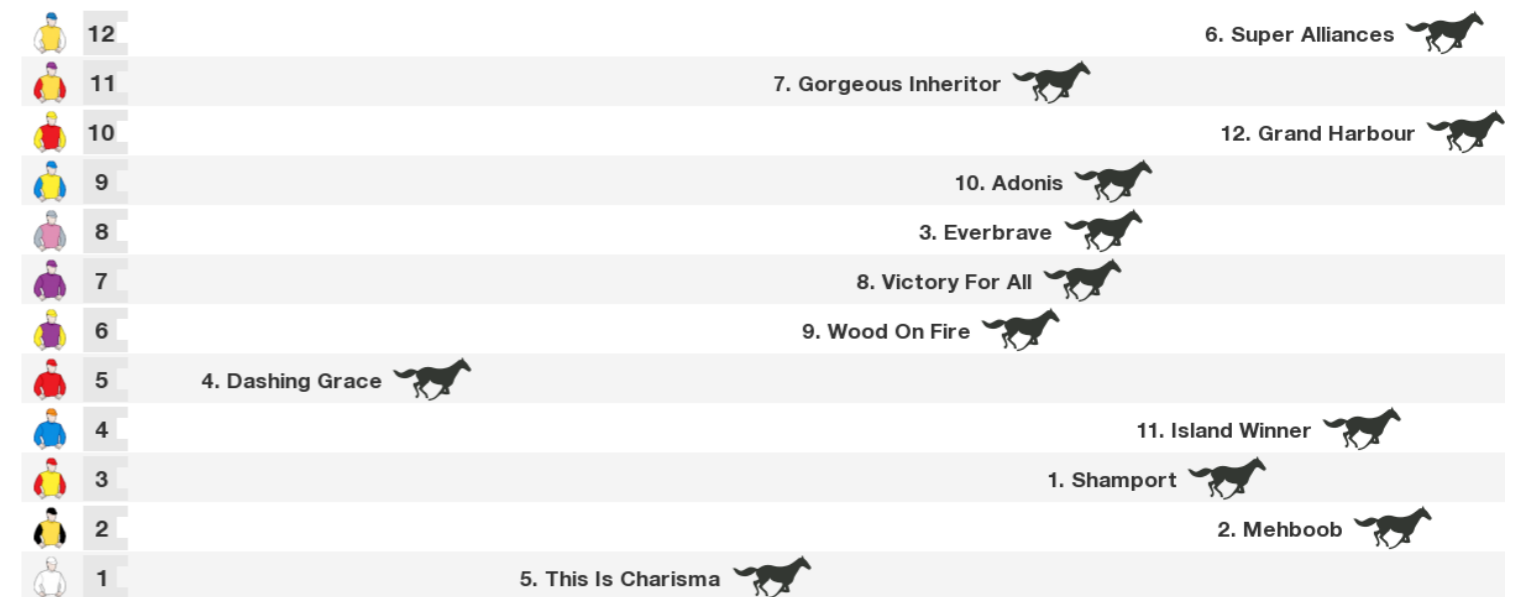 12 6. Super Alliances
11 7. Gorgeous Inheritor
10 12. Grand Harbour
9 10. Adonis
8 3. Everbrave
7 8. Victory For All
6 9. Wood On Fire
5 4. Dashing Grace
4 11. Island Winner
3 1. Shamport
2 2. Mehboob
1 5. This Is Charisma